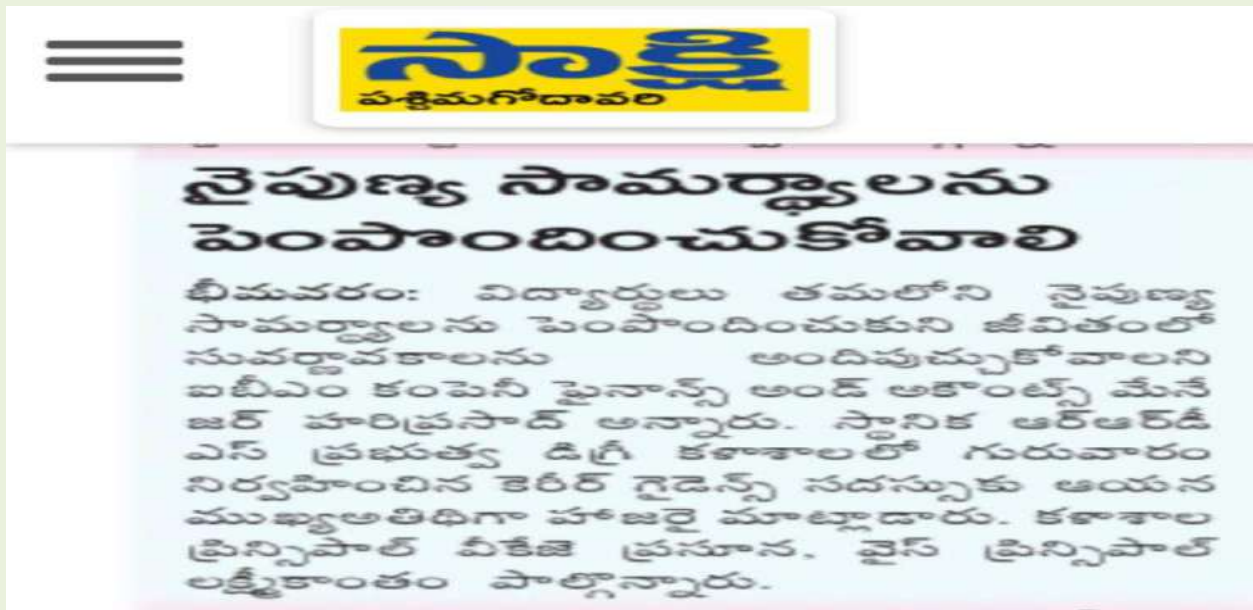 సాక్షి
పశ్చిమగోదావరి
నైపుణ్య సామర్థ్యాలను
పెంపొందించుకోవాలి
భీమవరం: విద్యార్థులు తమలోని నైపుణ్య
సామర్థ్యాలను పెంపొందించుకుని జీవితంలో
సువర్ణావకాలను అందిపుచ్చుకోవాలని
ఐబీఎం కంపెనీ ఫైనాన్స్ అండ్ అకౌంట్స్ మేనే
జర్ హరిప్రసాద్ అన్నారు. స్థానిక ఆర్ఆర్‌డీ
ఎస్ ప్రభుత్వ డిగ్రీ కళాశాలలో గురువారం
నిర్వహించిన కెరీర్ గైడెన్స్ సదస్సుకు ఆయన
ముఖ్యఅతిథిగా హాజరై మాట్లాడారు. కళాశాల
ప్రిన్సిపాల్ వీకేజె ప్రసూన, వైస్ ప్రిన్సిపాల్
లక్ష్మీకాంతం పాల్గొన్నారు.